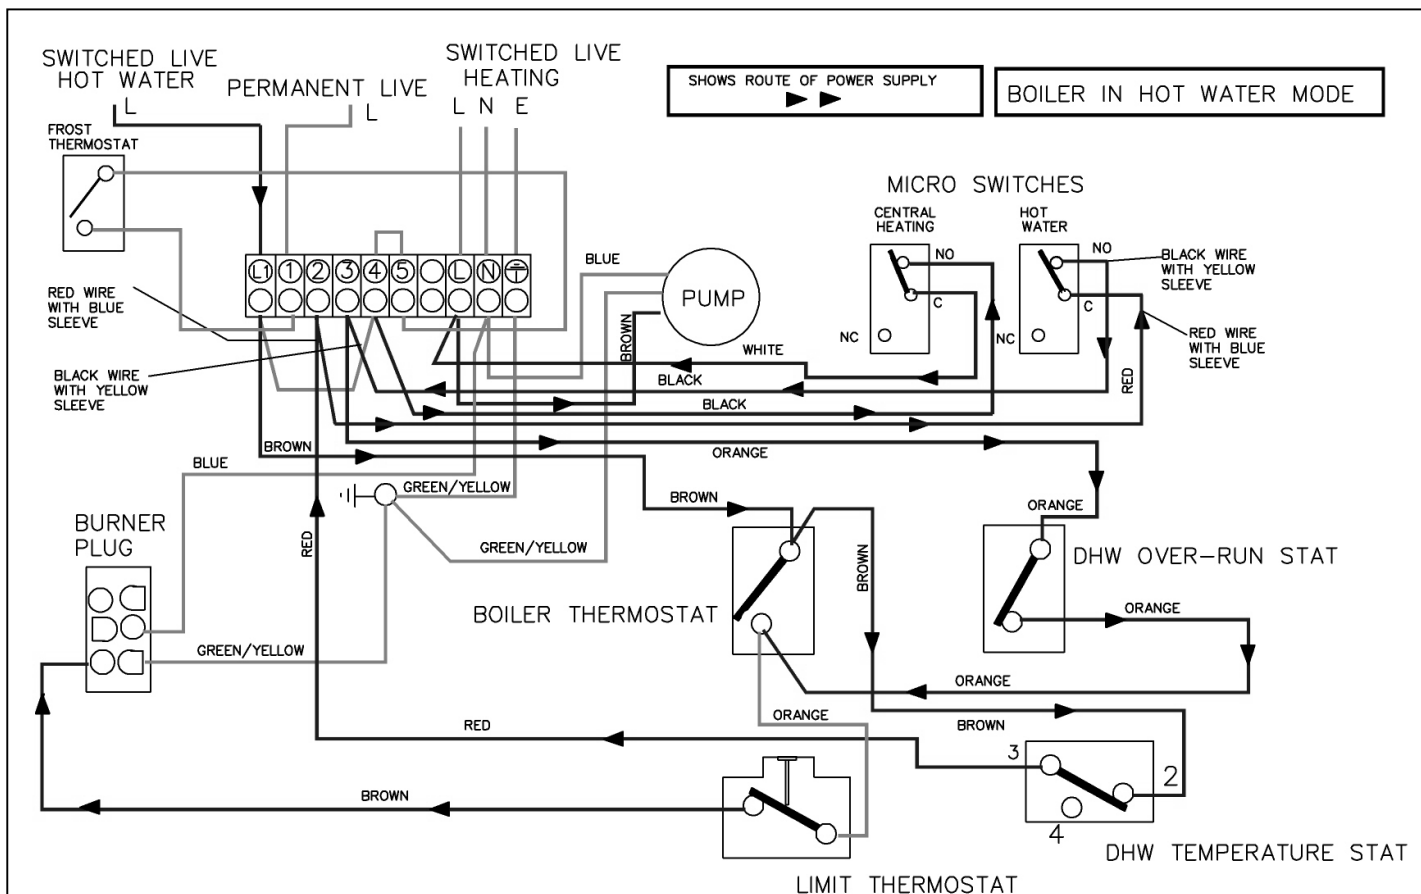 SWITCHED LIVE
HOT WATER
L
PERMANENT LIVE
L
SWITCHED LIVE
HEATING
L N E
SHOWS ROUTE OF POWER SUPPLY
BOILER IN HOT WATER MODE
FROST
THERMOSTAT
MICRO SWITCHES
CENTRAL
HEATING
NO
C
NC
HOT
WATER
NO
C
NC
BLACK WIRE
WITH YELLOW
SLEEVE
RED WIRE
WITH BLUE
SLEEVE
L1 1 2 3 4 5 L N
BLUE
PUMP
BROWN
RED WIRE
WITH BLUE
SLEEVE
BLACK WIRE
WITH YELLOW
SLEEVE
WHITE
BLACK
BLACK
RED
BROWN
ORANGE
BLUE
GREEN/YELLOW
BROWN
ORANGE
RED
GREEN/YELLOW
BROWN
BURNER
PLUG
BOILER THERMOSTAT
DHW OVER-RUN STAT
ORANGE
GREEN/YELLOW
ORANGE
ORANGE
RED
BROWN
3
2
4
BROWN
DHW TEMPERATURE STAT
LIMIT THERMOSTAT